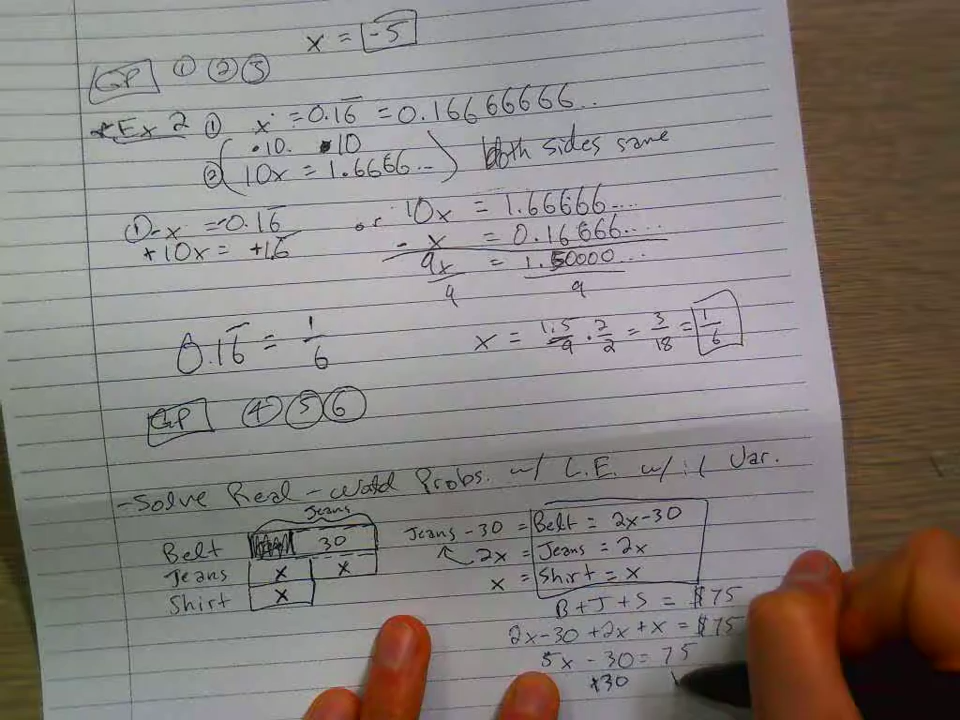 x = -5
GP ① ② ③
*Ex 2 ① x = 0.16̅ = 0.16666666...
·10 ·10
② ( 10x = 1.6666... ) both sides same
① -x = -0.16̅ or 10x = 1.66666....
+10x = +1.6̅ - x = 0.16666....
9x = 1.50000...
9 9
0.16̅ = 1/6 x = 1.5/9 · 2/2 = 3/18 = 1/6
GP ④ ⑤ ⑥
-Solve Real-World Probs. w/ L.E. w/ 1 Var.
Jeans
Belt 30 Jeans - 30 = Belt = 2x-30
Jeans x x 2x = Jeans = 2x
Shirt x x = Shirt = x
B + J + S = $75
2x-30 +2x + x = $75
5x - 30 = 75
+30